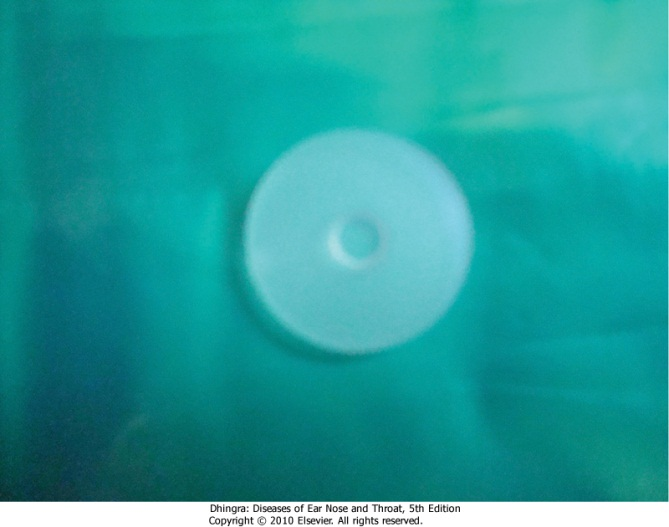 Dhingra: Diseases of Ear Nose and Throat, 5th Edition
Copyright © 2010 Elsevier. All rights reserved.